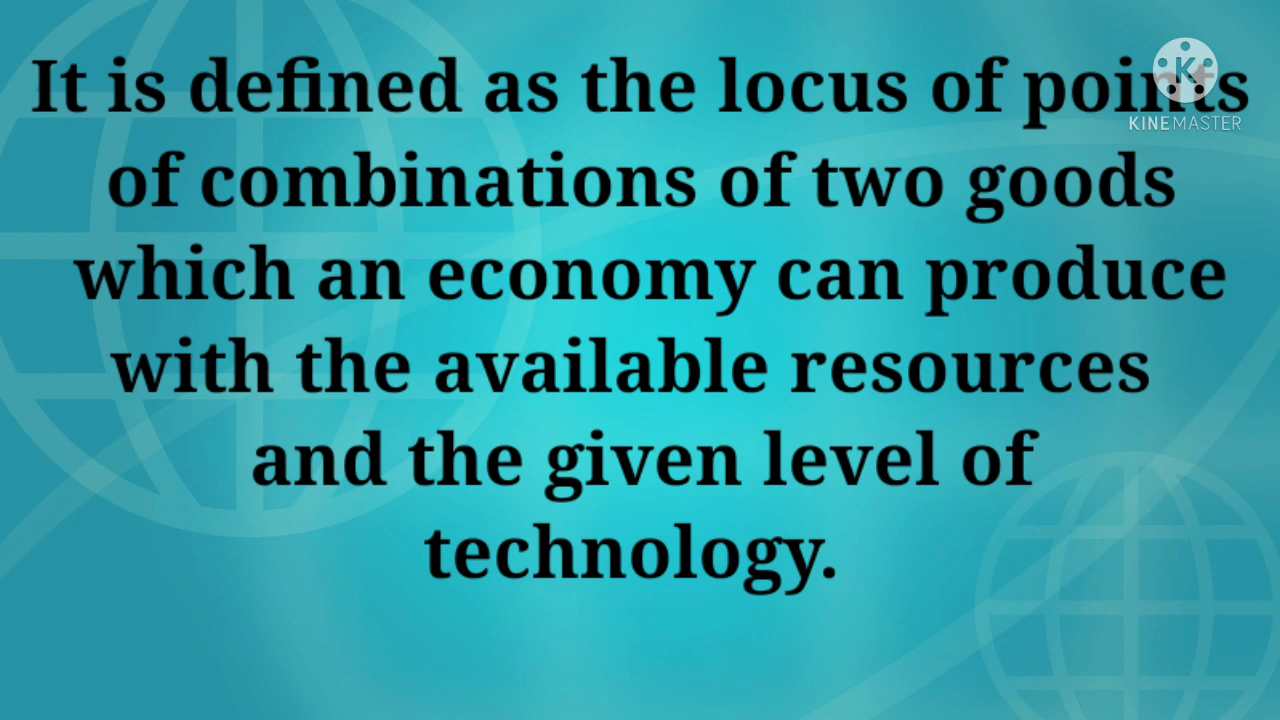 It is defined as the locus of points
of combinations of two goods
which an economy can produce
with the available resources
and the given level of
technology.
KINEMASTER